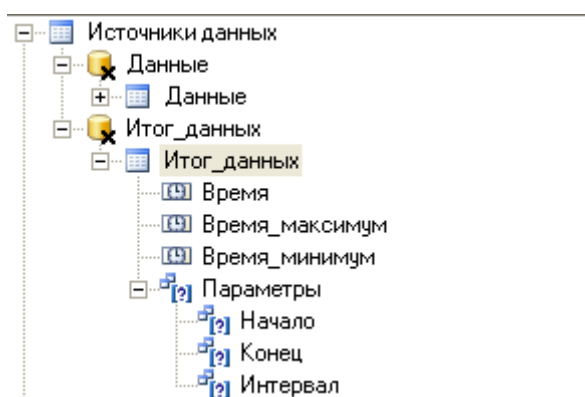 Источники данных
Данные
Данные
Итог_данных
Итог_данных
Время
Время_максимум
Время_минимум
Параметры
Начало
Конец
Интервал